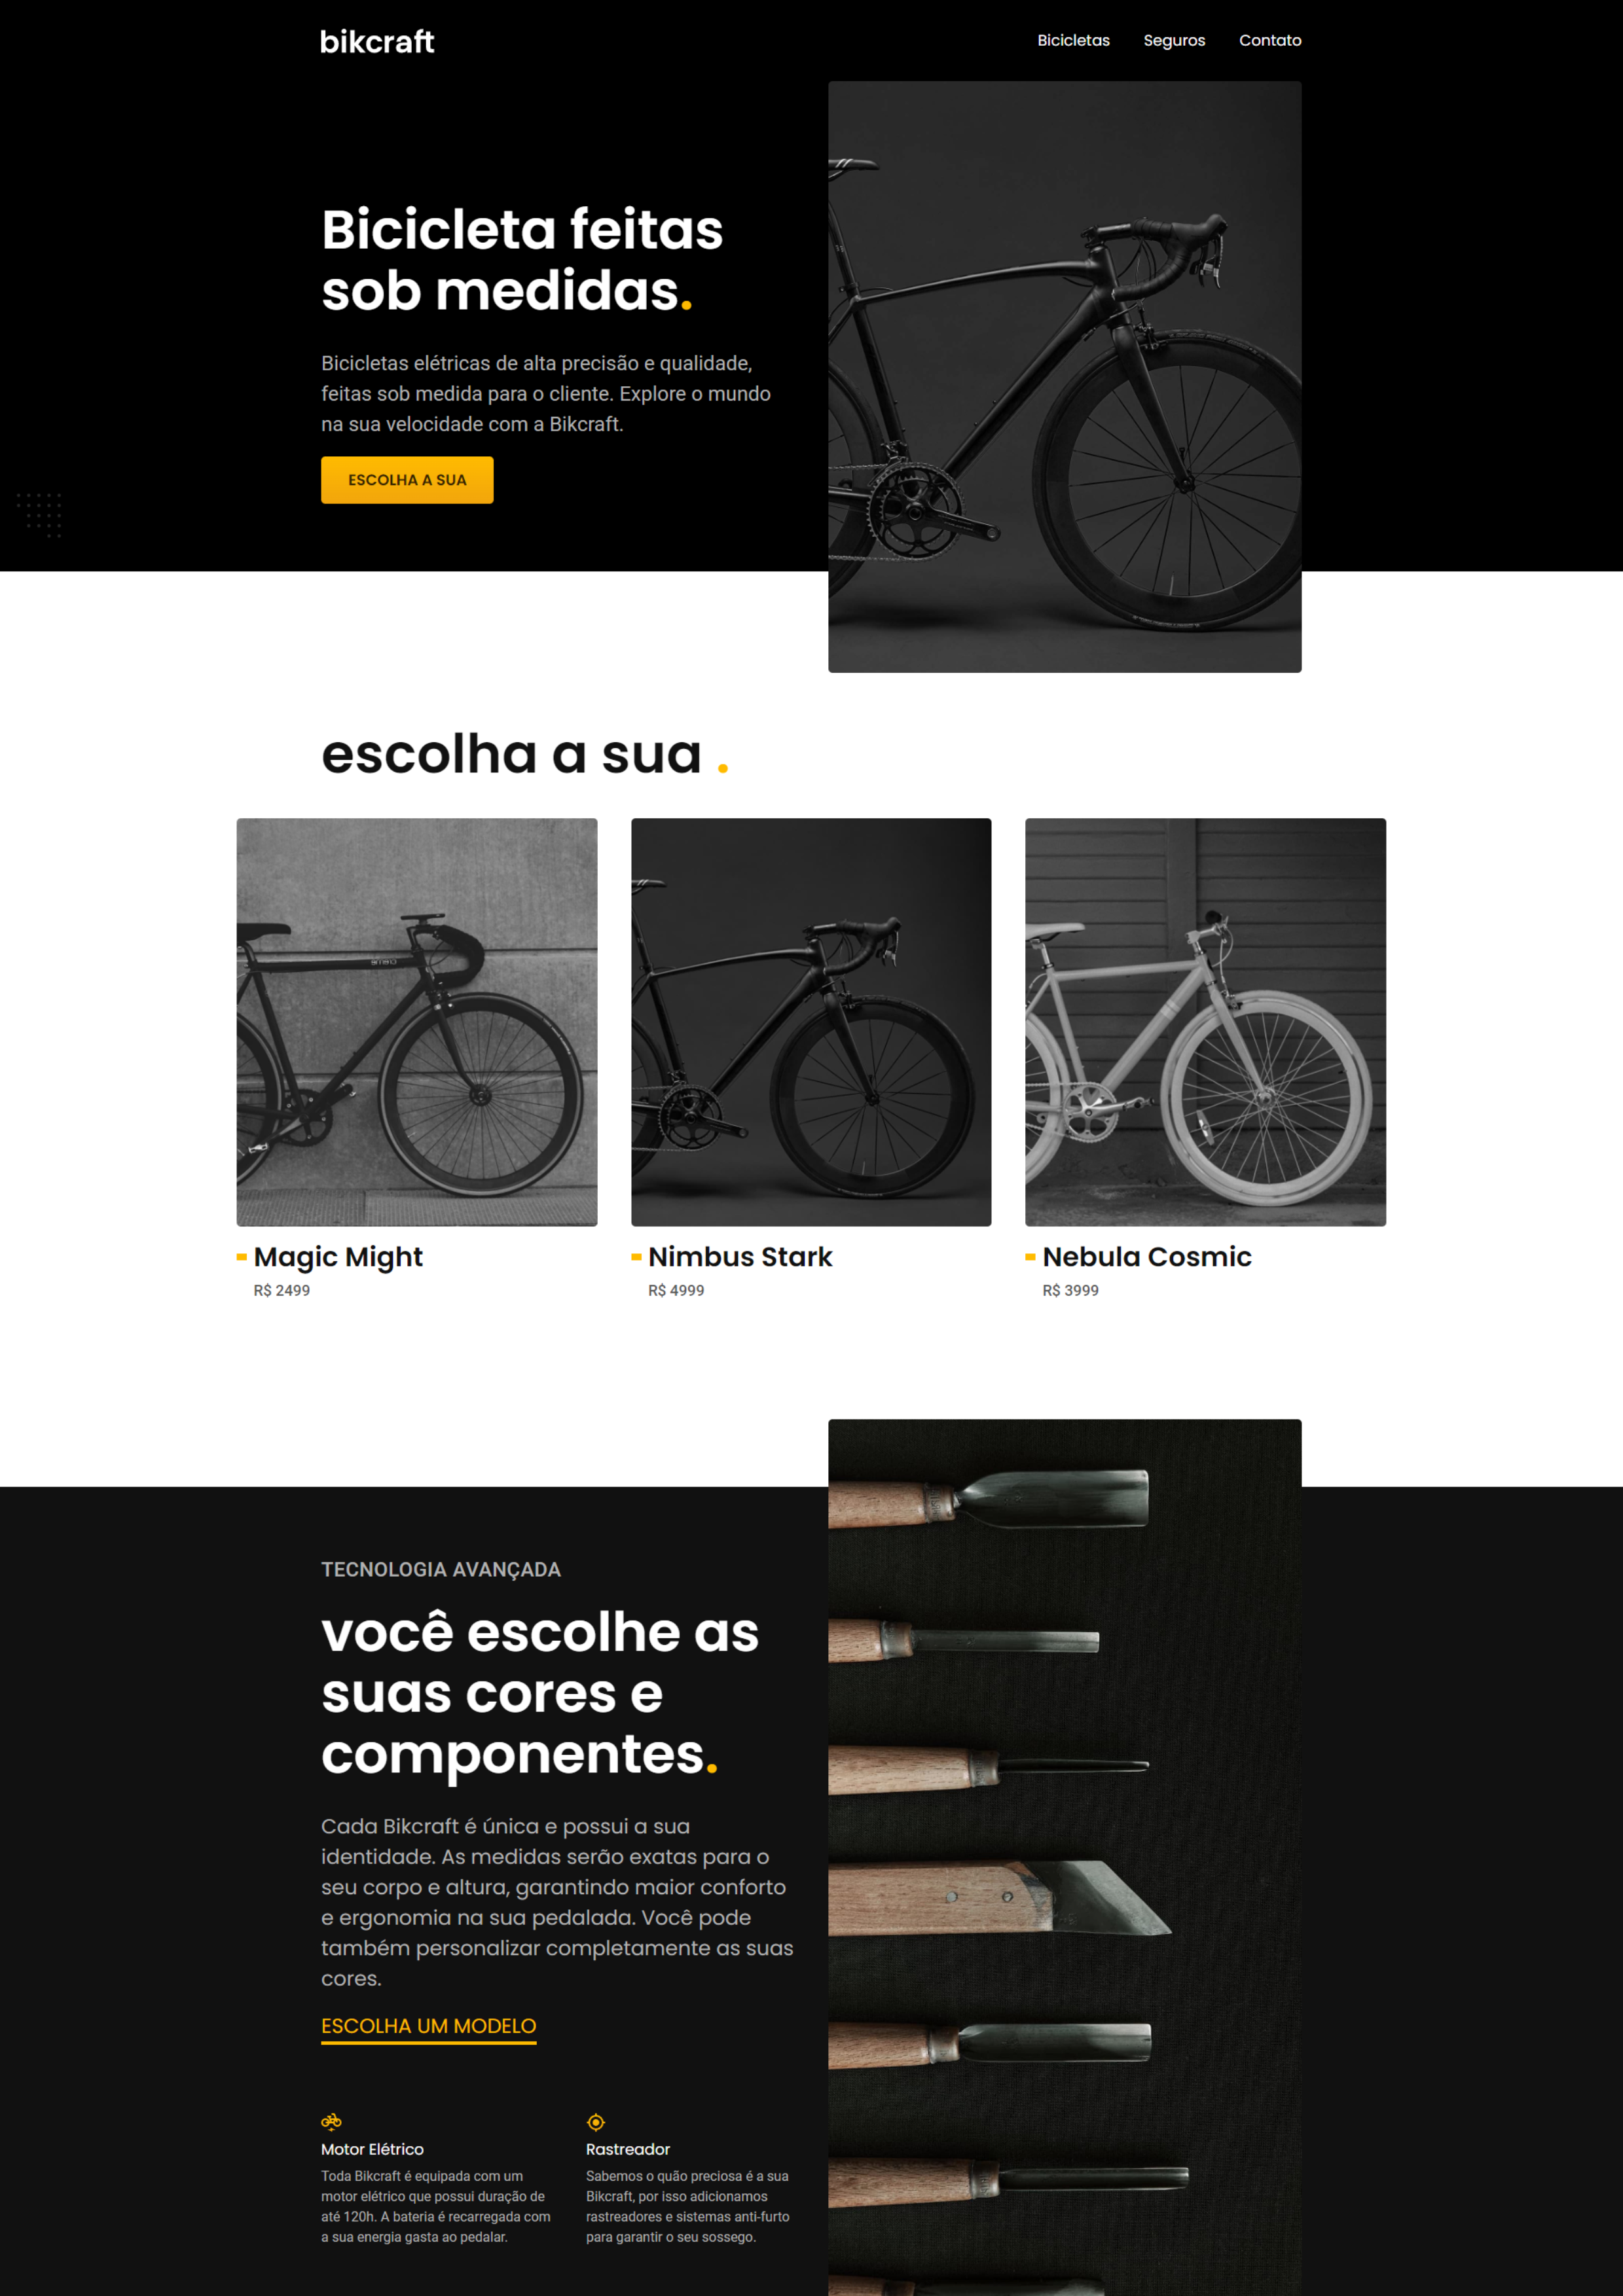 bikcraft
Bicicletas
Seguros
Contato
Bicicleta feitas
sob medidas.
Bicicletas elétricas de alta precisão e qualidade,
feitas sob medida para o cliente. Explore o mundo
na sua velocidade com a Bikcraft.
ESCOLHA A SUA
escolha a sua .
Magic Might
R$ 2499
Nimbus Stark
R$ 4999
Nebula Cosmic
R$ 3999
TECNOLOGIA AVANÇADA
você escolhe as
suas cores e
componentes.
Cada Bikcraft é única e possui a sua
identidade. As medidas serão exatas para o
seu corpo e altura, garantindo maior conforto
e ergonomia na sua pedalada. Você pode
também personalizar completamente as suas
cores.
ESCOLHA UM MODELO
Motor Elétrico
Toda Bikcraft é equipada com um
motor elétrico que possui duração de
até 120h. A bateria é recarregada com
a sua energia gasta ao pedalar.
Rastreador
Sabemos o quão preciosa é a sua
Bikcraft, por isso adicionamos
rastreadores e sistemas anti-furto
para garantir o seu sossego.